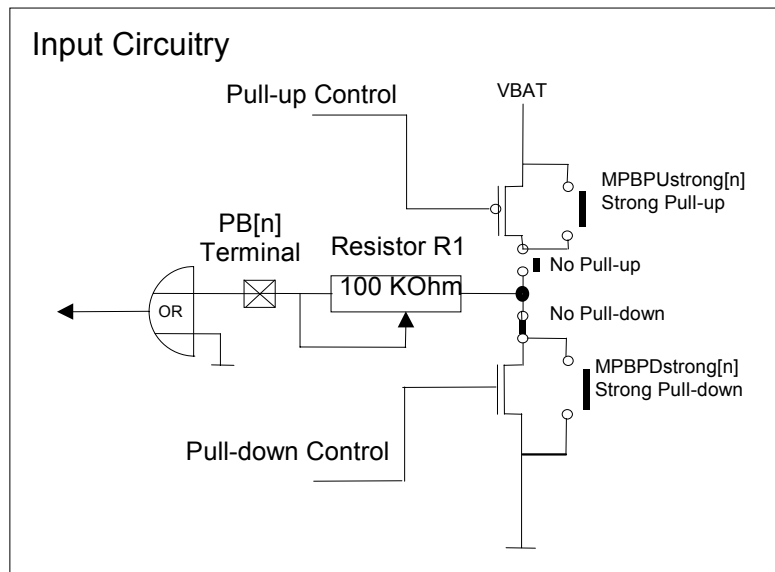 Input Circuitry
Pull-up Control
VBAT
MPBPUstrong[n]
Strong Pull-up
PB[n]
Terminal
Resistor R1
100 KOhm
No Pull-up
OR
No Pull-down
MPBPDstrong[n]
Strong Pull-down
Pull-down Control